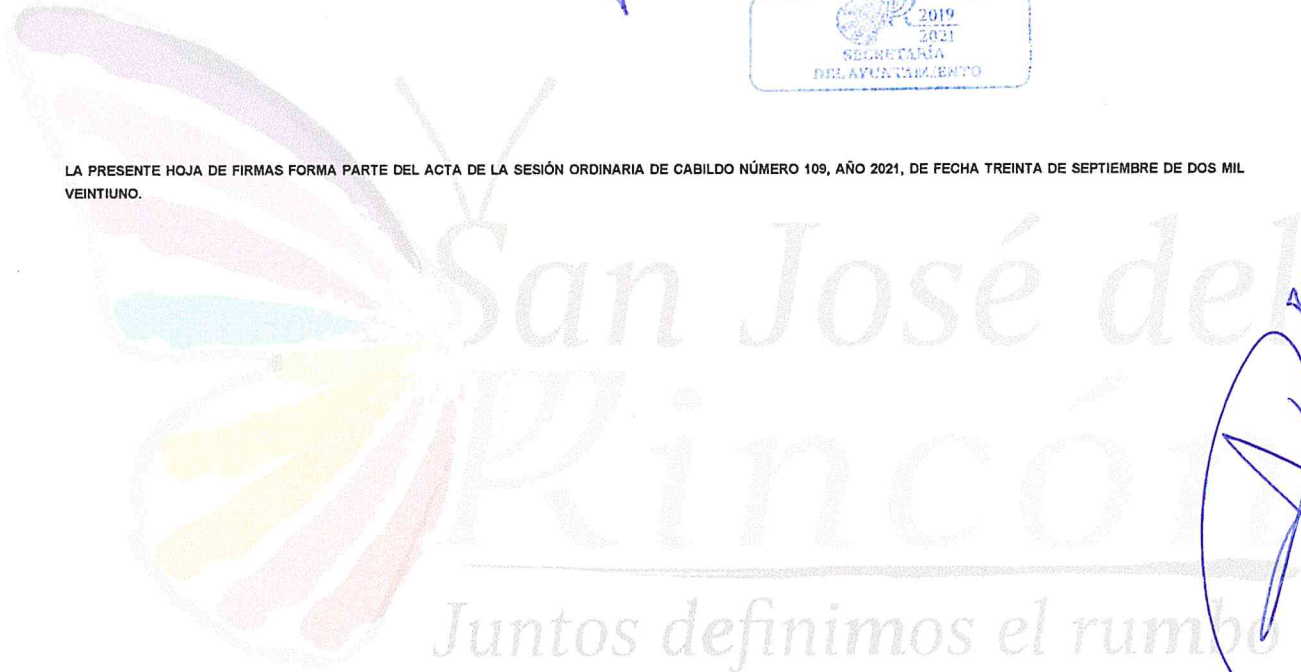 2019
2021
SECRETARÍA
DEL AYUNTAMIENTO
LA PRESENTE HOJA DE FIRMAS FORMA PARTE DEL ACTA DE LA SESIÓN ORDINARIA DE CABILDO NÚMERO 109, AÑO 2021, DE FECHA TREINTA DE SEPTIEMBRE DE DOS MIL
VEINTIUNO.
San José del
Rincón
Juntos definimos el rumbo